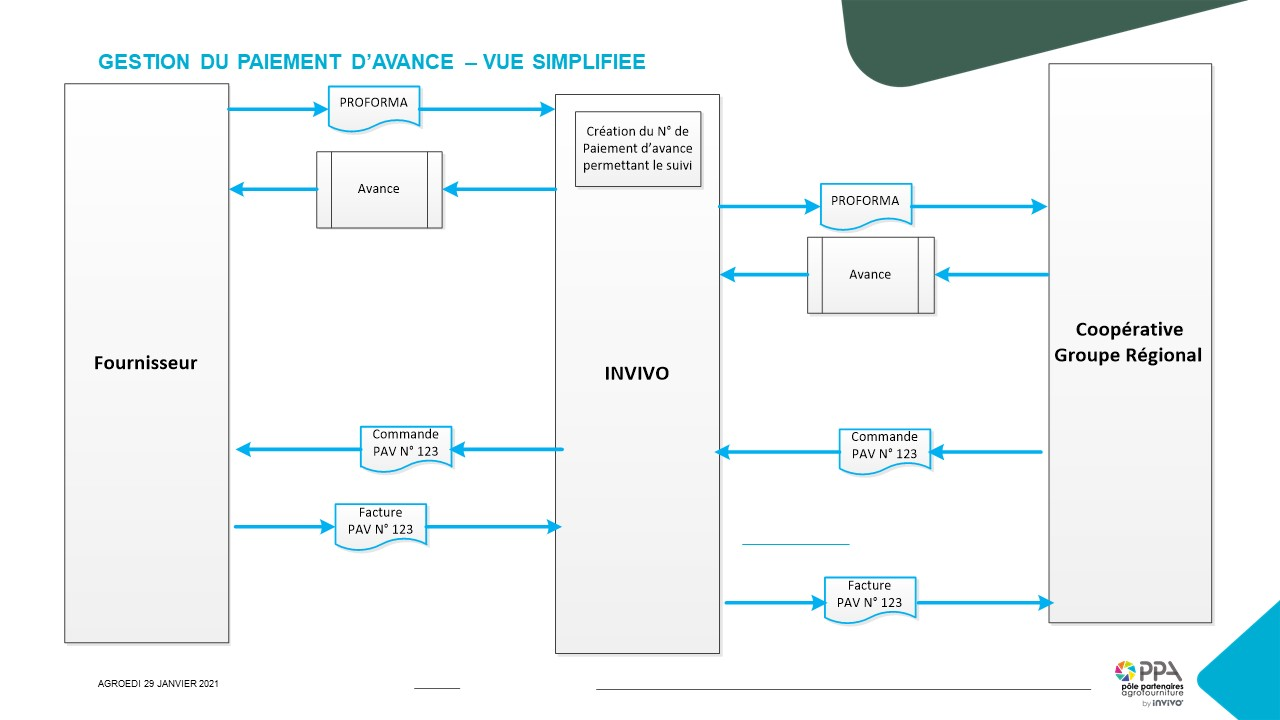 GESTION DU PAIEMENT D’AVANCE – VUE SIMPLIFIEE
PROFORMA
Création du N° de
Paiement d’avance
permettant le suivi
Avance
PROFORMA
Avance
Fournisseur
INVIVO
Coopérative
Groupe Régional
Commande
PAV N° 123
Commande
PAV N° 123
Facture
PAV N° 123
Facture
PAV N° 123
AGROEDI 29 JANVIER 2021
PPA
pôle partenaires
agrofourniture
by invivo